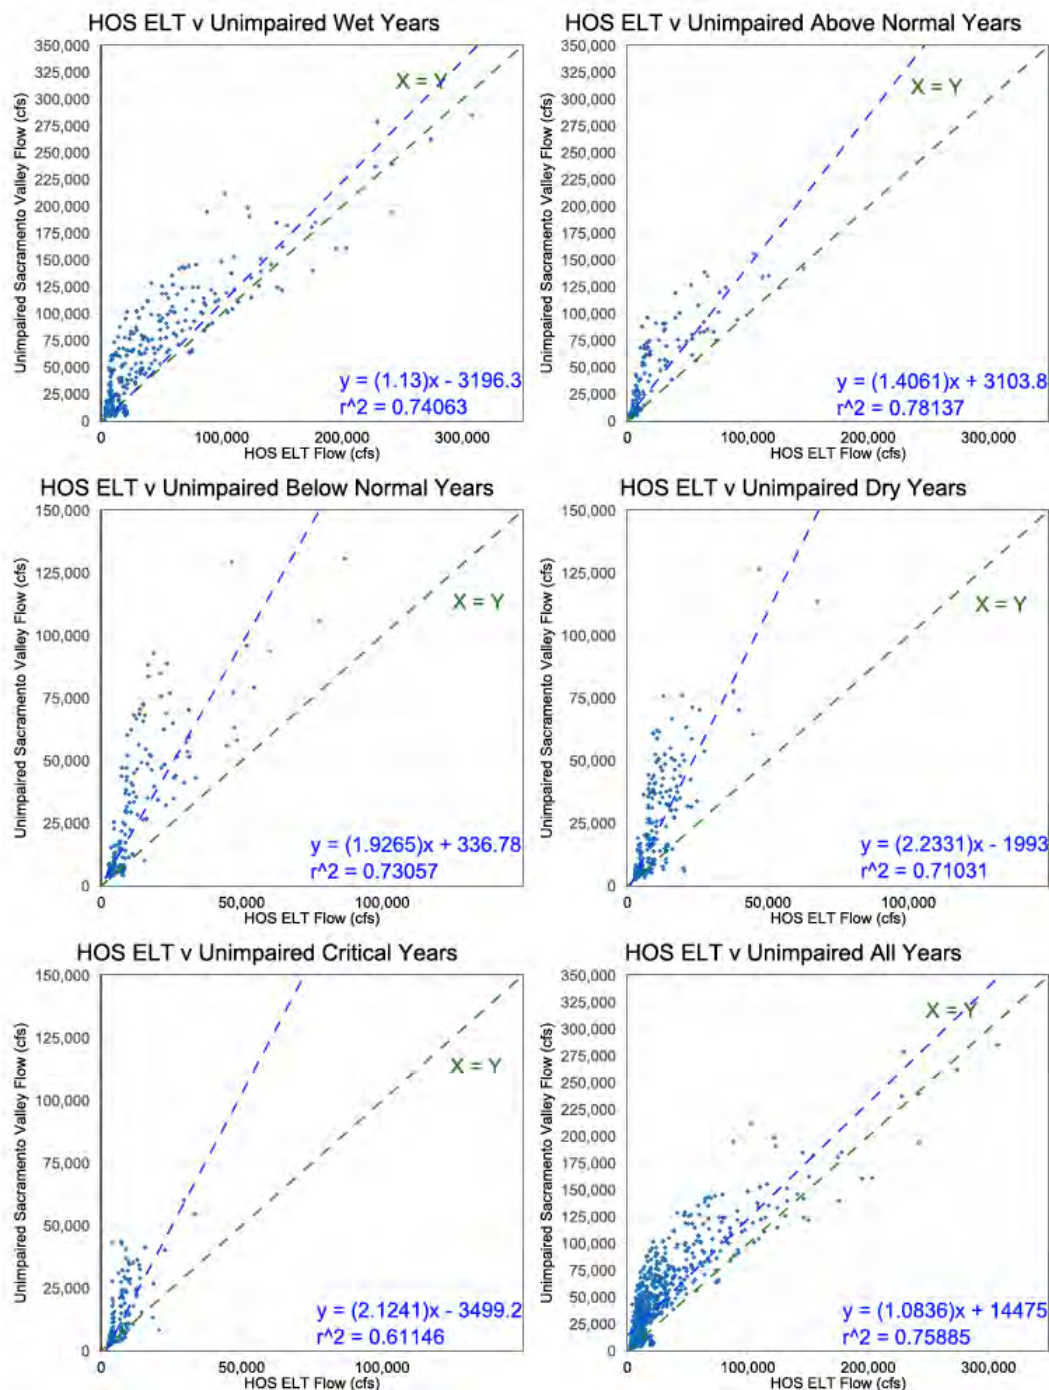 HOS ELT v Unimpaired Wet Years
Unimpaired Sacramento Valley Flow (cfs)
350,000
325,000
300,000
275,000
250,000
225,000
200,000
175,000
150,000
125,000
100,000
75,000
50,000
25,000
0
X = Y
y = (1.13)x - 3196.3
r^2 = 0.74063
0 100,000 200,000 300,000
HOS ELT Flow (cfs)
HOS ELT v Unimpaired Above Normal Years
Unimpaired Sacramento Valley Flow (cfs)
350,000
325,000
300,000
275,000
250,000
225,000
200,000
175,000
150,000
125,000
100,000
75,000
50,000
25,000
0
X = Y
y = (1.4061)x + 3103.8
r^2 = 0.78137
0 100,000 200,000 300,000
HOS ELT Flow (cfs)
HOS ELT v Unimpaired Below Normal Years
Unimpaired Sacramento Valley Flow (cfs)
150,000
125,000
100,000
75,000
50,000
25,000
0
X = Y
y = (1.9265)x + 336.78
r^2 = 0.73057
0 50,000 100,000
HOS ELT Flow (cfs)
HOS ELT v Unimpaired Dry Years
Unimpaired Sacramento Valley Flow (cfs)
150,000
125,000
100,000
75,000
50,000
25,000
0
X = Y
y = (2.2331)x - 1993
r^2 = 0.71031
50,000 100,000
HOS ELT Flow (cfs)
HOS ELT v Unimpaired Critical Years
Unimpaired Sacramento Valley Flow (cfs)
150,000
125,000
100,000
75,000
50,000
25,000
0
X = Y
y = (2.1241)x - 3499.2
r^2 = 0.61146
0 50,000 100,000
HOS ELT Flow (cfs)
HOS ELT v Unimpaired All Years
Unimpaired Sacramento Valley Flow (cfs)
350,000
325,000
300,000
275,000
250,000
225,000
200,000
175,000
150,000
125,000
100,000
75,000
50,000
25,000
0
X = Y
y = (1.0836)x + 14475
r^2 = 0.75885
0 100,000 200,000 300,000
HOS ELT Flow (cfs)